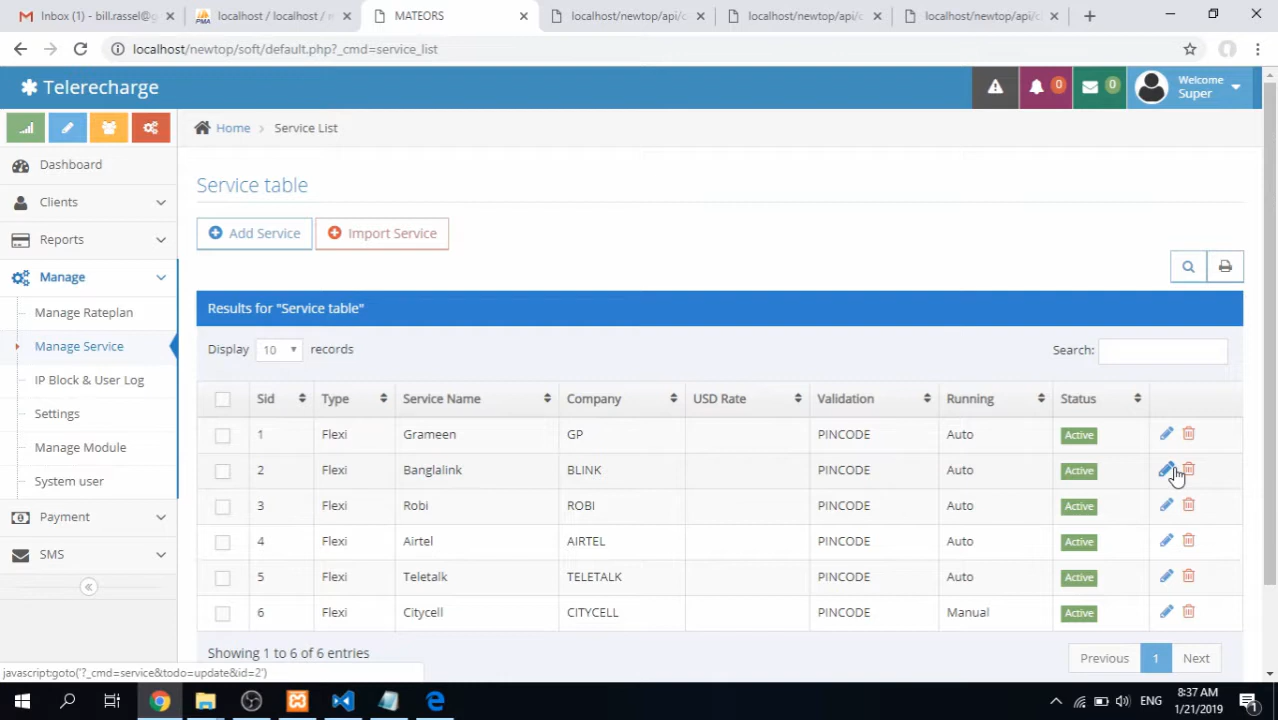 Inbox (1) - bill.rassel@g
localhost / localhost / r
MATEORS
localhost/newtop/api/c
localhost/newtop/api/c
localhost/newtop/api/c
localhost/newtop/soft/default.php?_cmd=service_list
Telerecharge
0
0
Welcome
Super
Home > Service List
Dashboard
Clients
Reports
Manage
Manage Rateplan
Manage Service
IP Block & User Log
Settings
Manage Module
System user
Payment
SMS
Service table
Add Service
Import Service
Results for "Service table"
Display 10 records
Search:
Sid Type Service Name Company USD Rate Validation Running Status
1 Flexi Grameen GP PINCODE Auto Active
2 Flexi Banglalink BLINK PINCODE Auto Active
3 Flexi Robi ROBI PINCODE Auto Active
4 Flexi Airtel AIRTEL PINCODE Auto Active
5 Flexi Teletalk TELETALK PINCODE Auto Active
6 Flexi Citycell CITYCELL PINCODE Manual Active
Showing 1 to 6 of 6 entries
Previous 1 Next
javascript:goto('?_cmd=service&todo=update&id=2')
ENG
8:37 AM
1/21/2019